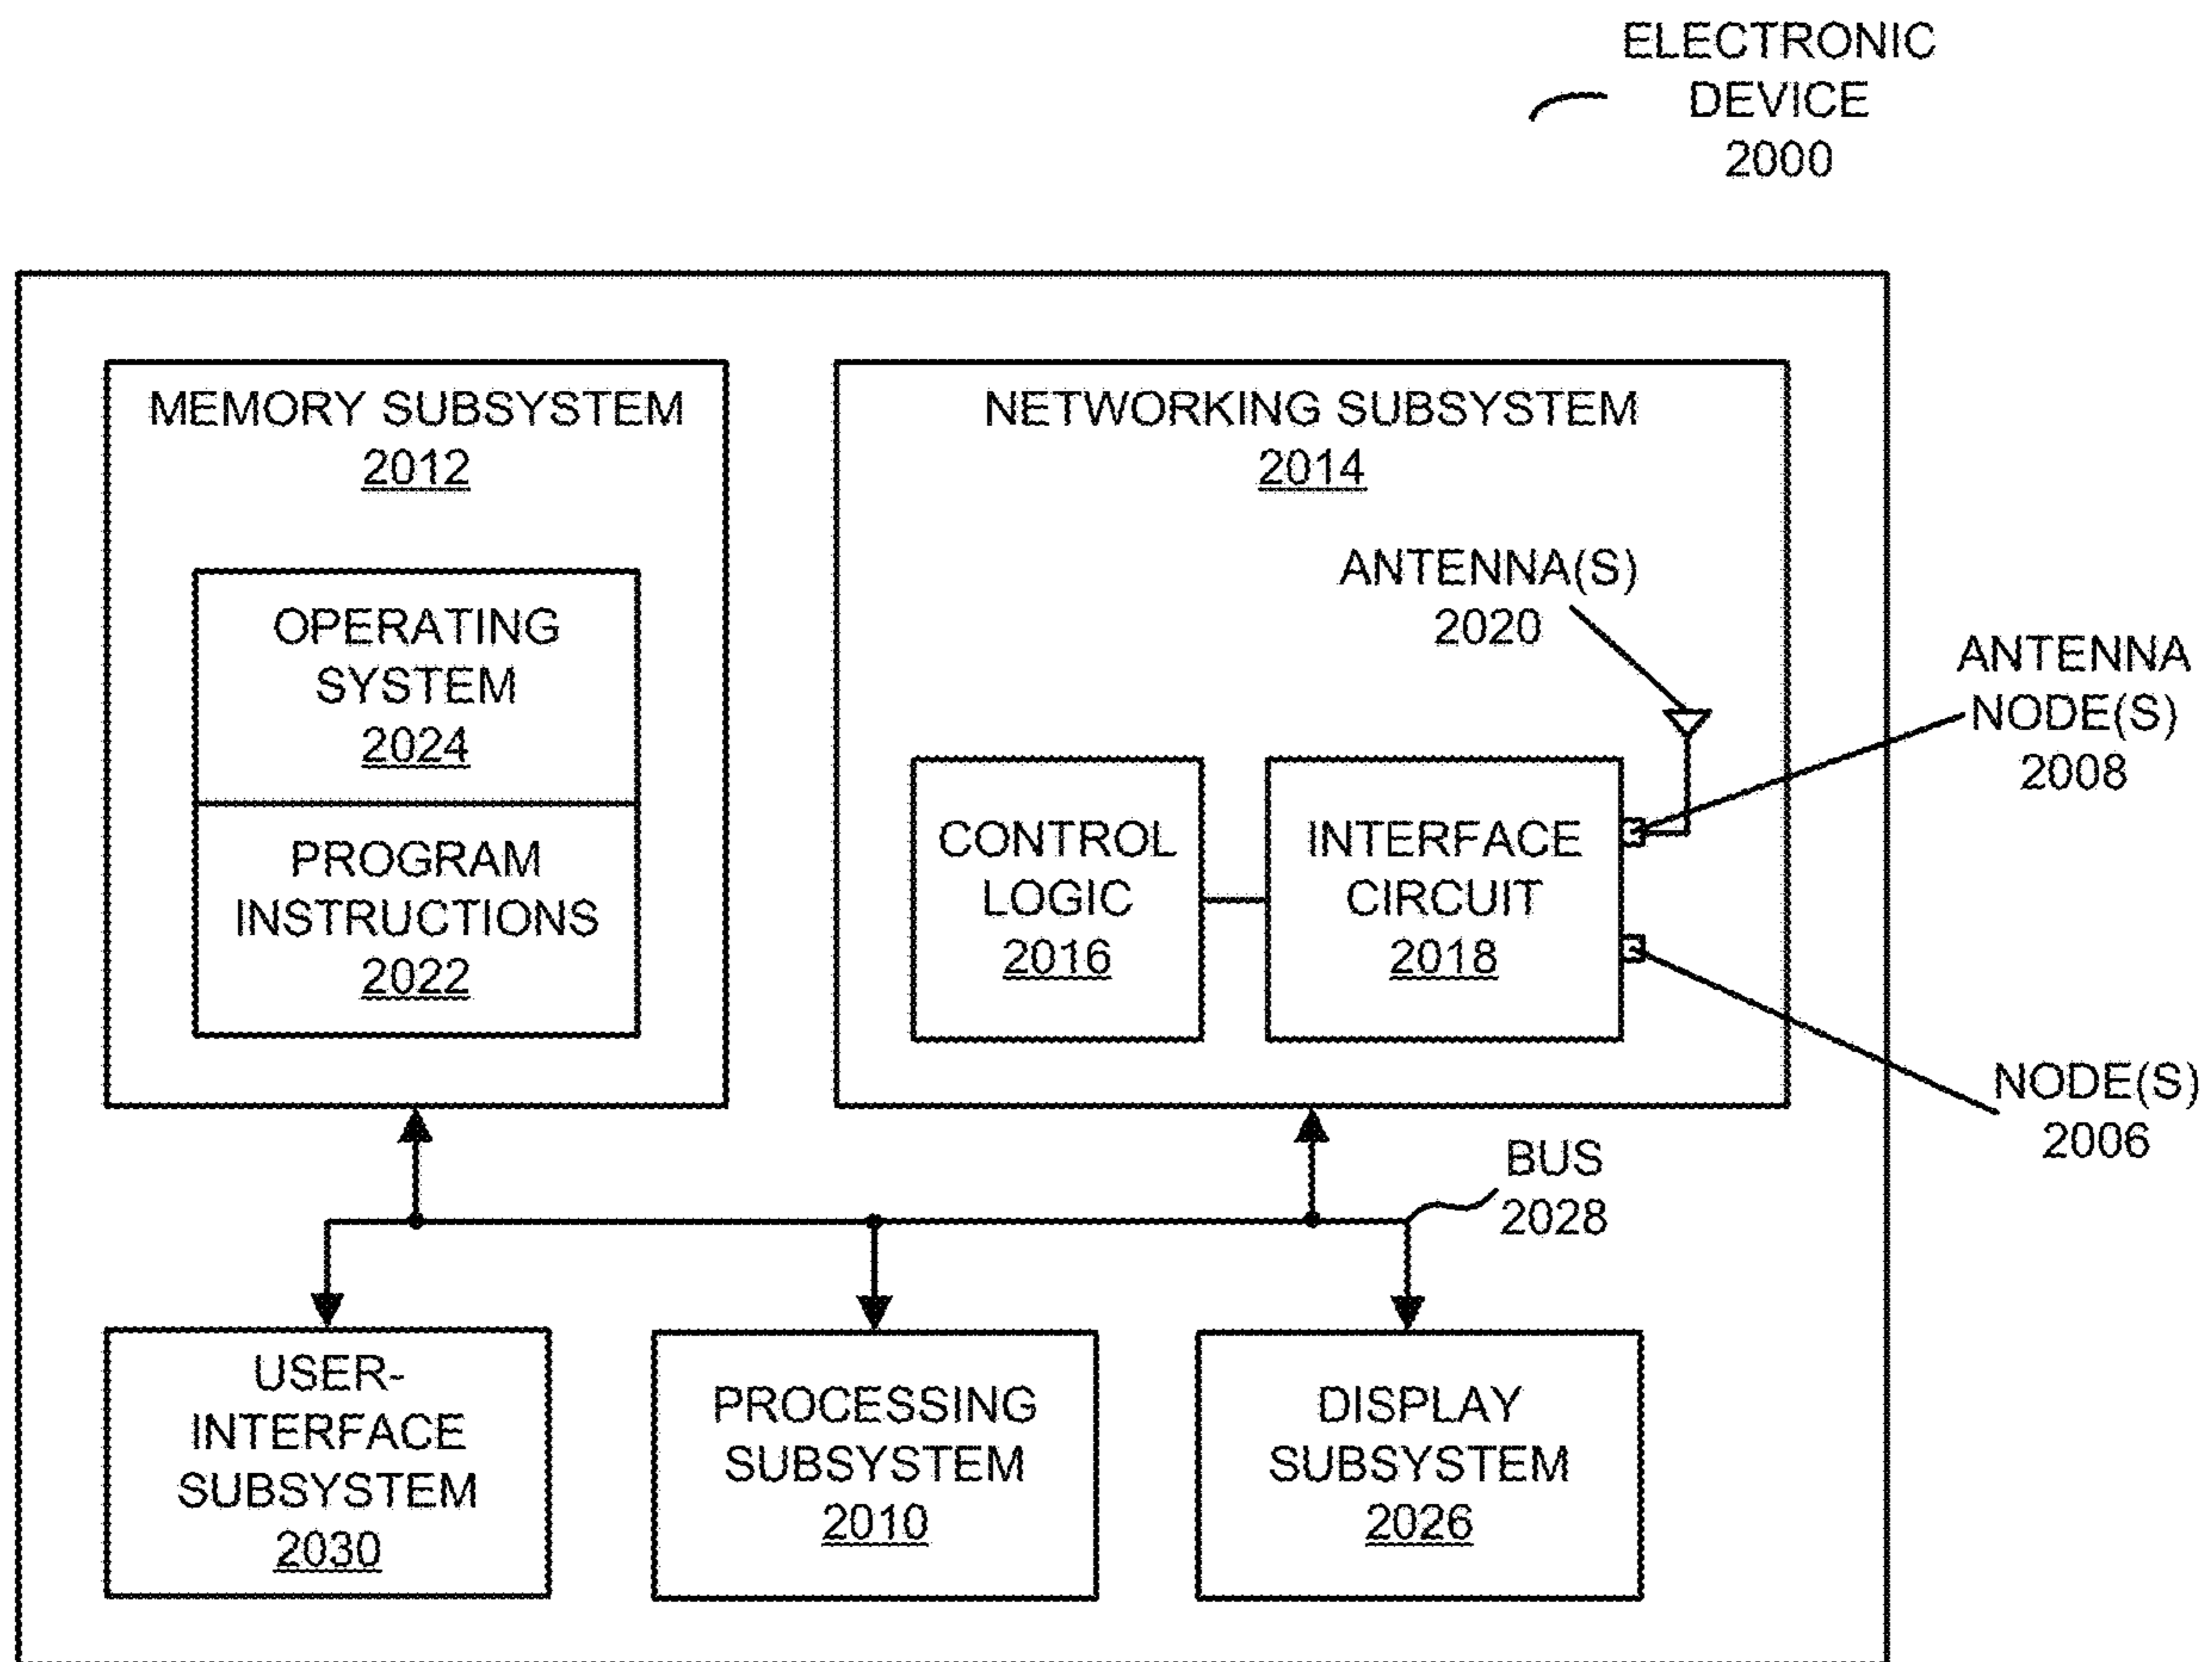 ELECTRONIC
DEVICE
2000
MEMORY SUBSYSTEM
2012
OPERATING
SYSTEM
2024
PROGRAM
INSTRUCTIONS
2022
NETWORKING SUBSYSTEM
2014
ANTENNA(S)
2020
ANTENNA
NODE(S)
2008
CONTROL
LOGIC
2016
INTERFACE
CIRCUIT
2018
NODE(S)
2006
BUS
2028
USER-
INTERFACE
SUBSYSTEM
2030
PROCESSING
SUBSYSTEM
2010
DISPLAY
SUBSYSTEM
2026